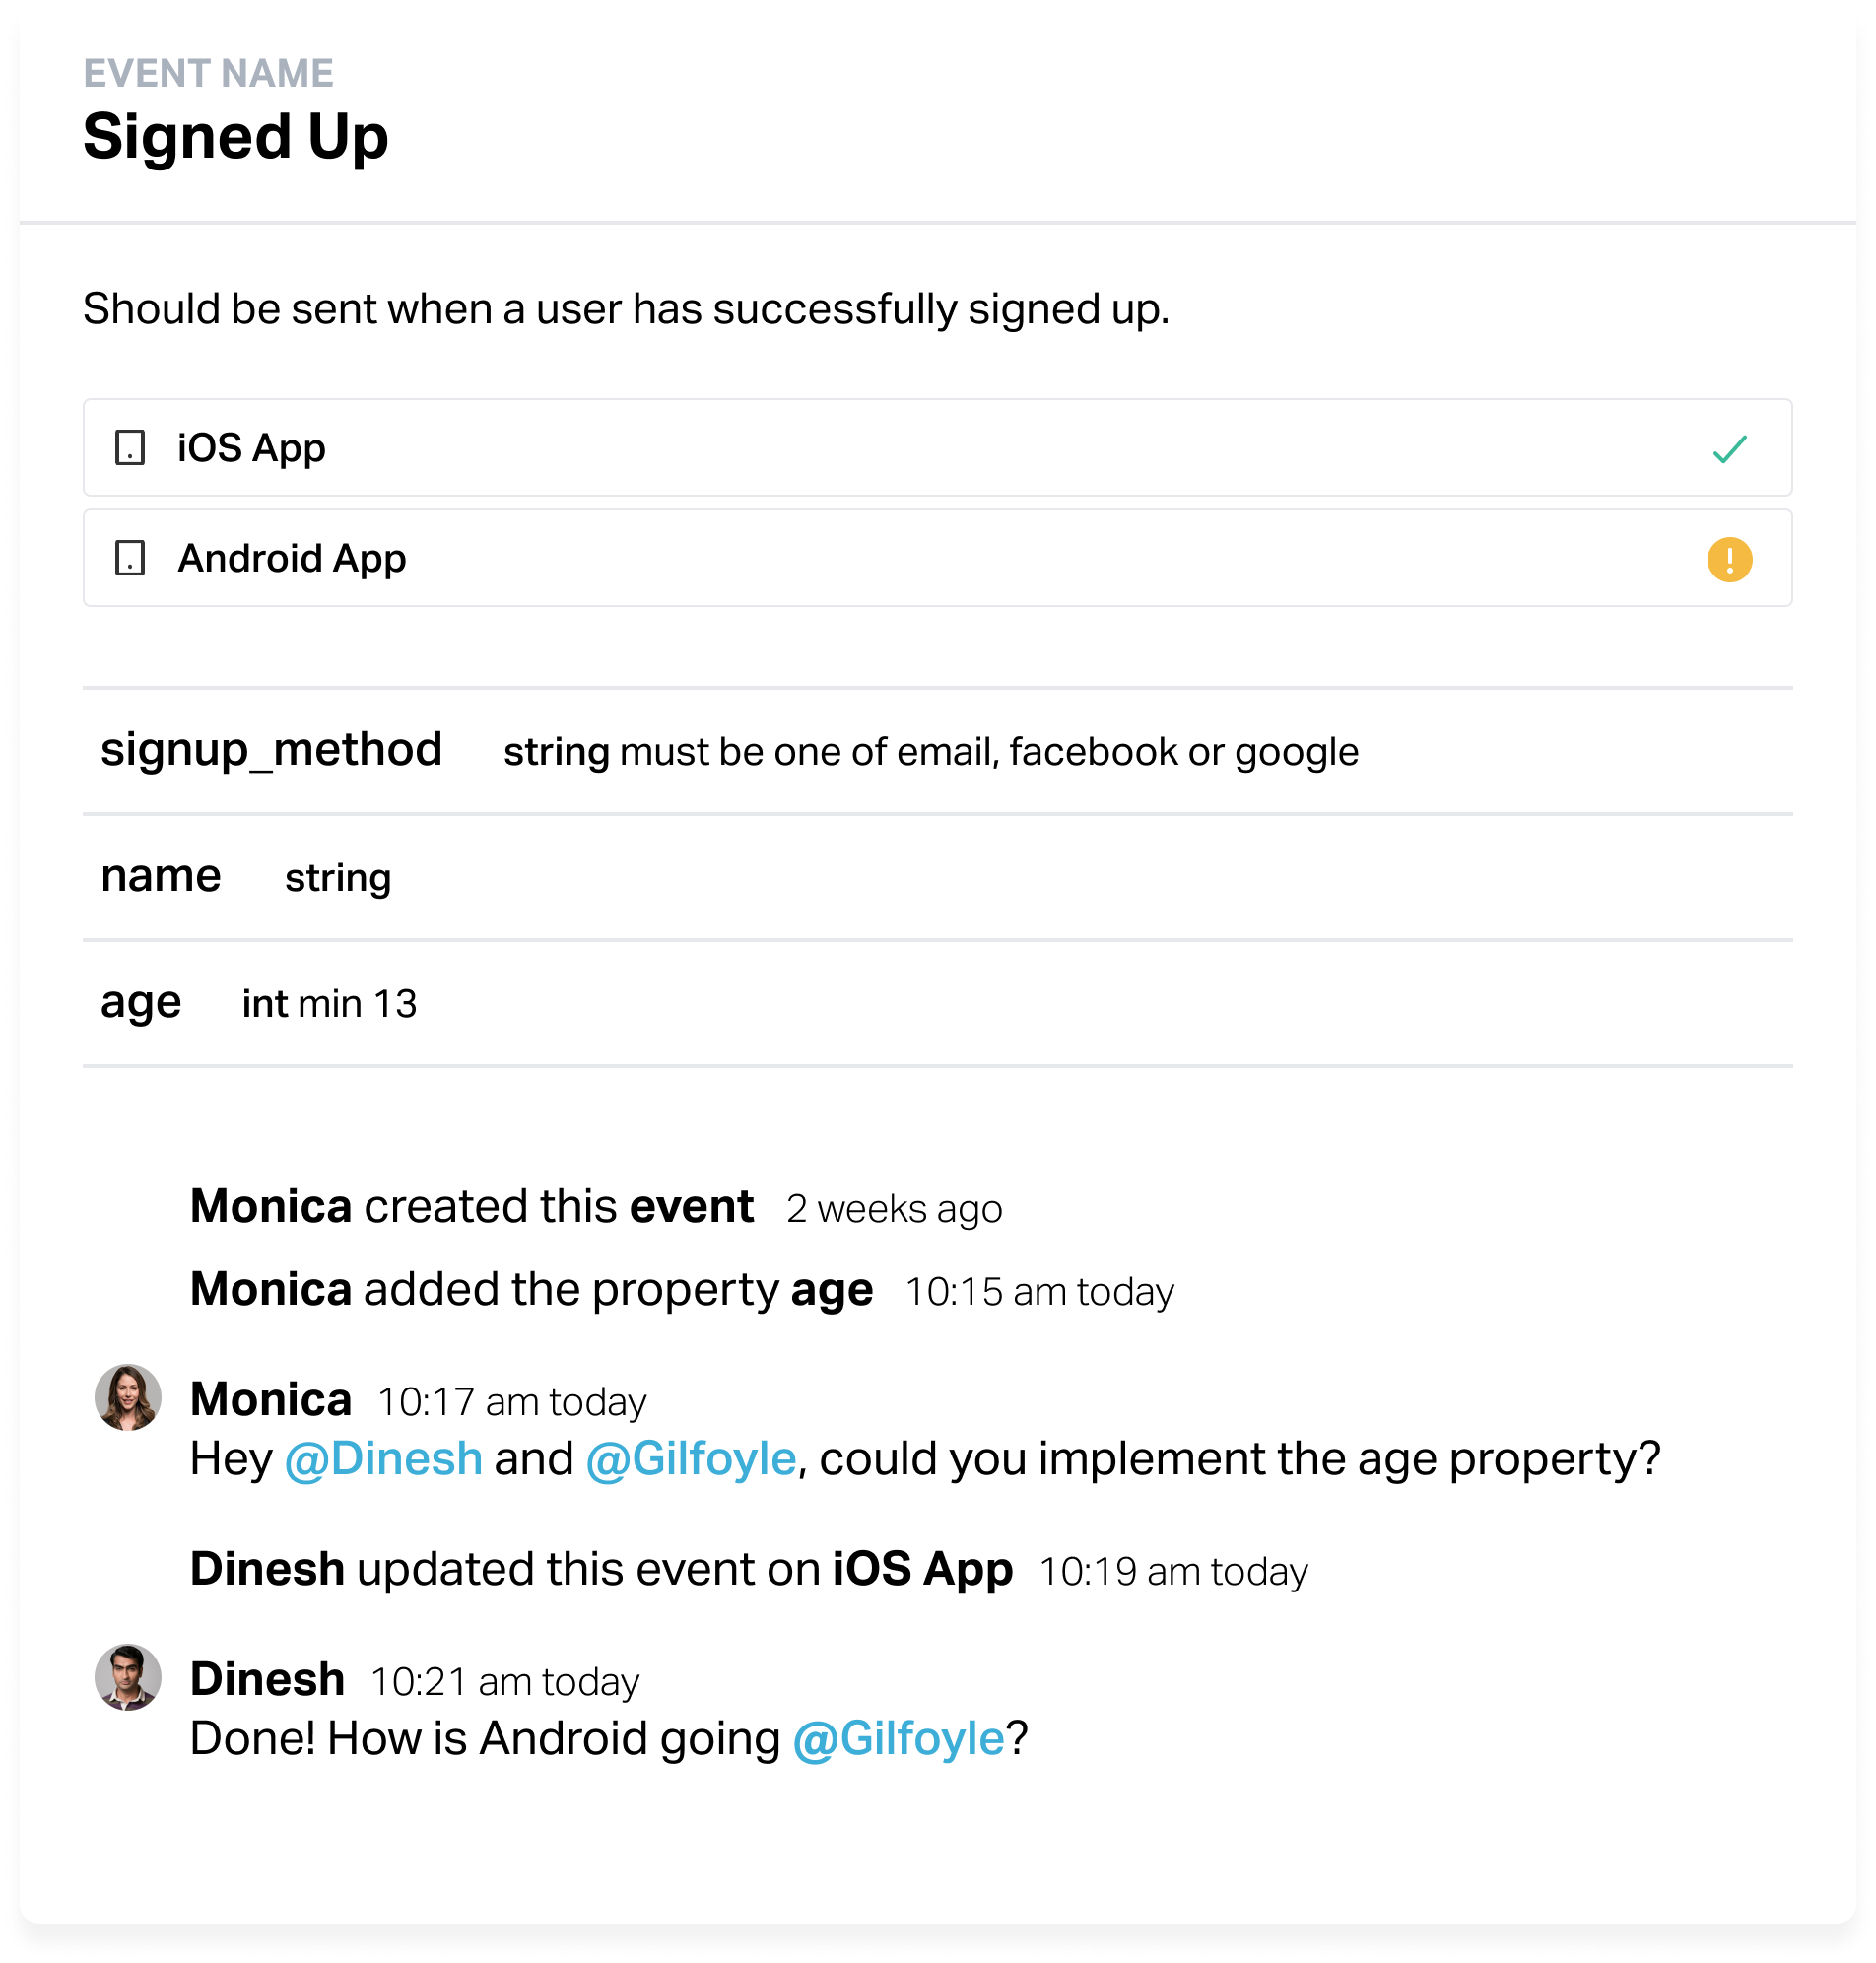 EVENT NAME
Signed Up
Should be sent when a user has successfully signed up.
iOS App
Android App
signup_method string must be one of email, facebook or google
name string
age int min 13
Monica created this event 2 weeks ago
Monica added the property age 10:15 am today
Monica 10:17 am today
Hey @Dinesh and @Gilfoyle, could you implement the age property?
Dinesh updated this event on iOS App 10:19 am today
Dinesh 10:21 am today
Done! How is Android going @Gilfoyle?